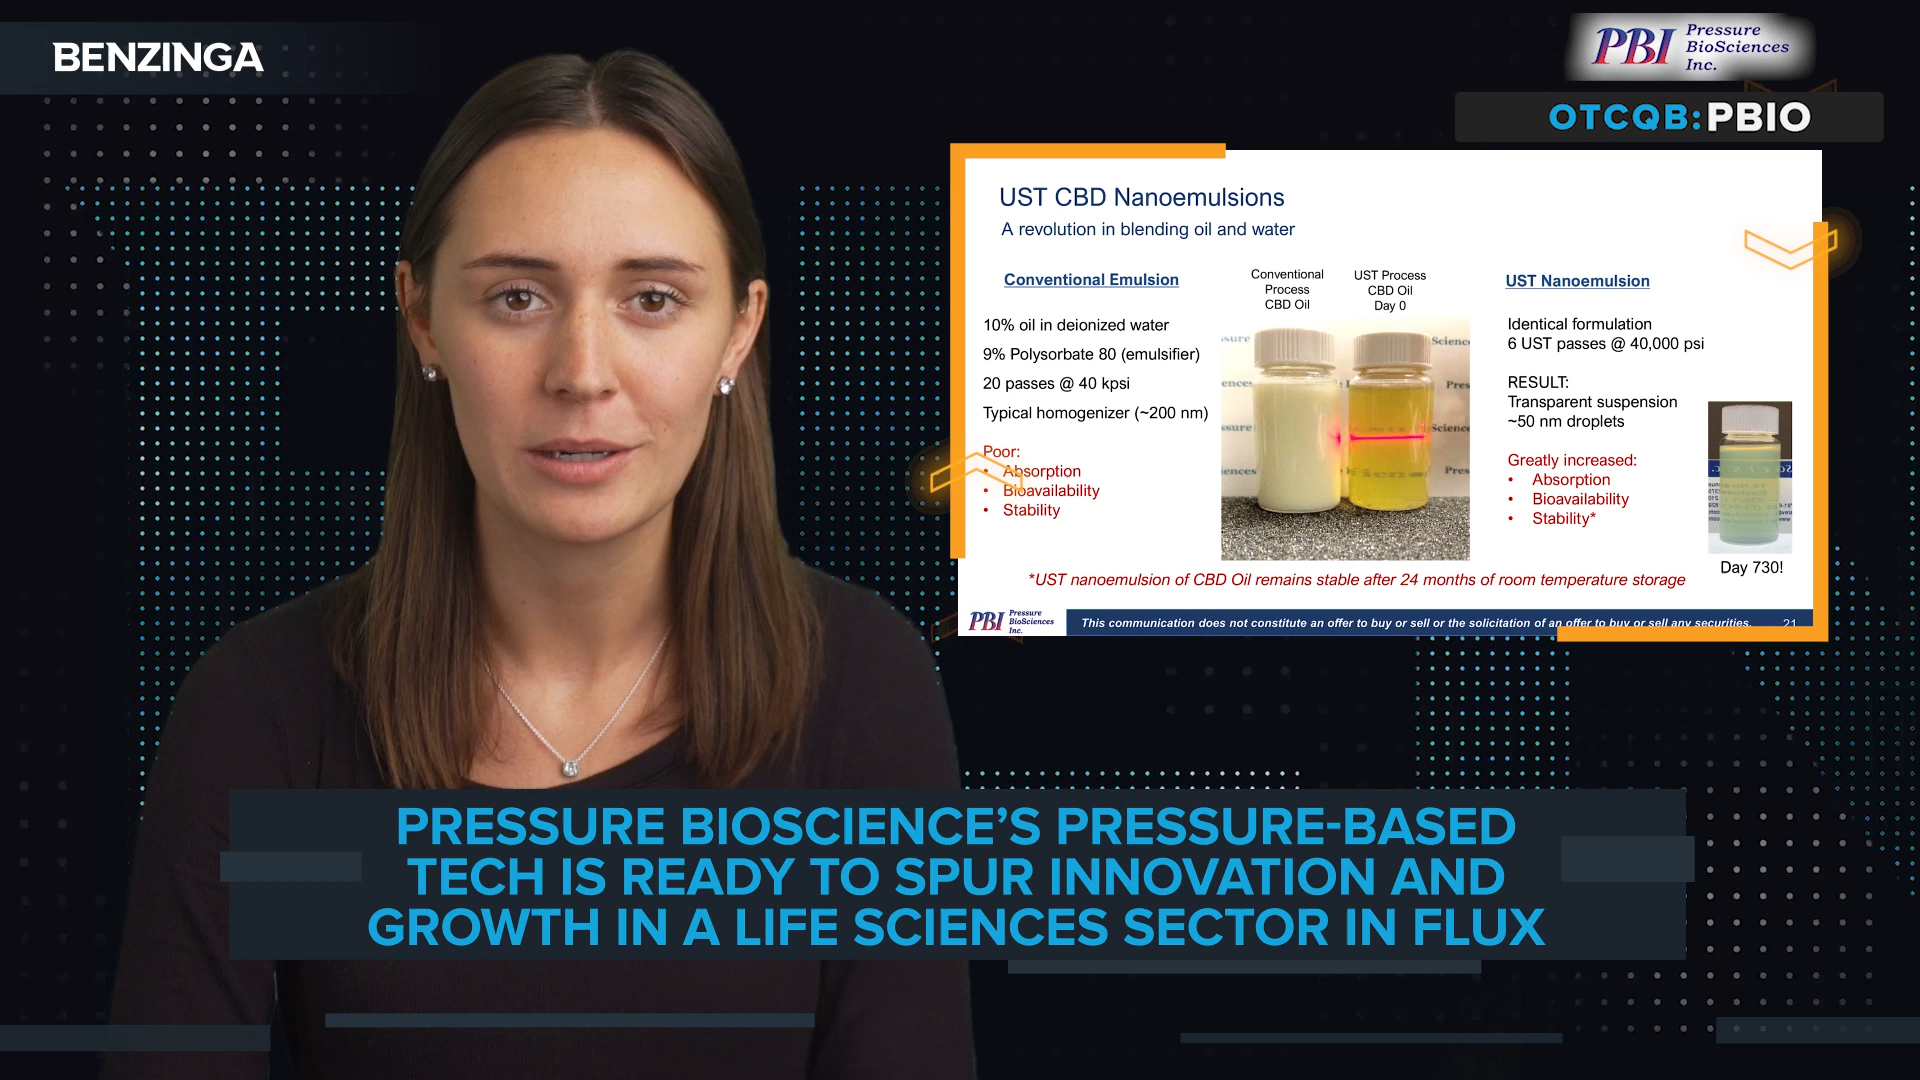 BENZINGA
PBI Pressure
BioSciences
Inc.
OTCQB:PBIO
UST CBD Nanoemulsions
A revolution in blending oil and water
Conventional Emulsion
10% oil in deionized water
9% Polysorbate 80 (emulsifier)
20 passes @ 40 kpsi
Typical homogenizer (~200 nm)
Poor:
• Absorption
• Bioavailability
• Stability
Conventional
Process
CBD Oil
UST Process
CBD Oil
Day 0
UST Nanoemulsion
Identical formulation
6 UST passes @ 40,000 psi
RESULT:
Transparent suspension
~50 nm droplets
Greatly increased:
• Absorption
• Bioavailability
• Stability*
Day 730!
*UST nanoemulsion of CBD Oil remains stable after 24 months of room temperature storage
PBI Pressure
BioSciences
Inc.
This communication does not constitute an offer to buy or sell or the solicitation of an offer to buy or sell any securities. 21
PRESSURE BIOSCIENCE’S PRESSURE-BASED
TECH IS READY TO SPUR INNOVATION AND
GROWTH IN A LIFE SCIENCES SECTOR IN FLUX